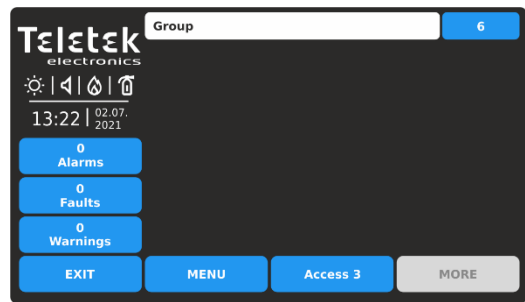 Teletek
electronics
13:22 | 02.07.
2021
0
Alarms
0
Faults
0
Warnings
Group
6
EXIT
MENU
Access 3
MORE